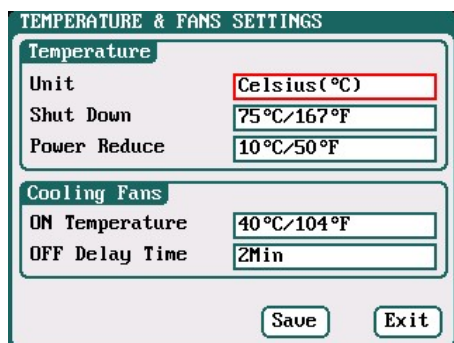 TEMPERATURE & FANS SETTINGS
Temperature
Unit Celsius(°C)
Shut Down 75°C/167°F
Power Reduce 10°C/50°F
Cooling Fans
ON Temperature 40°C/104°F
OFF Delay Time 2Min
Save Exit